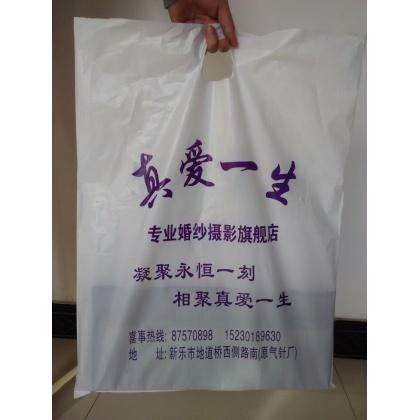 真爱一生
专业婚纱摄影旗舰店
凝聚永恒一刻
相聚真爱一生
喜事热线: 87570898 15230189630
地 址: 新乐市地道桥西侧路南(原气针厂)